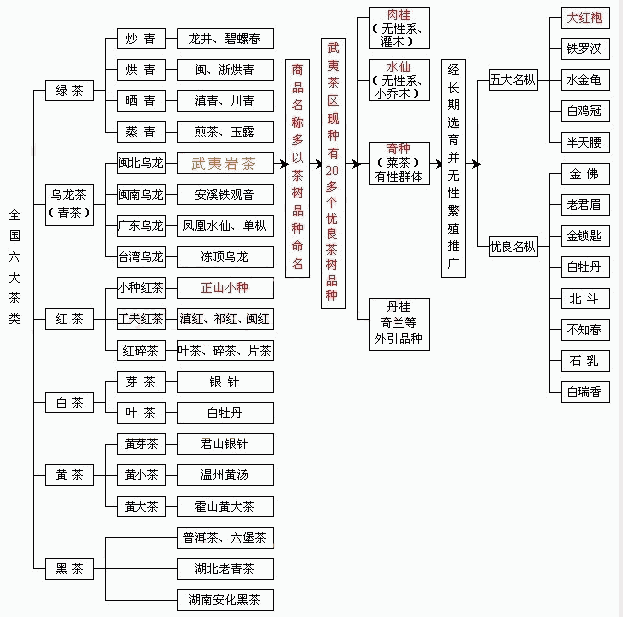 全国六大茶类
绿 茶
炒 青
龙井、碧螺春
烘 青
闽、浙烘青
晒 青
滇青、川青
蒸 青
煎茶、玉露
乌龙茶
（青茶）
闽北乌龙
武夷岩茶
闽南乌龙
安溪铁观音
广东乌龙
凤凰水仙、单枞
台湾乌龙
冻顶乌龙
红 茶
小种红茶
正山小种
工夫红茶
滇红、祁红、闽红
红碎茶
叶茶、碎茶、片茶
白 茶
芽 茶
银 针
叶 茶
白牡丹
黄 茶
黄芽茶
君山银针
黄小茶
温州黄汤
黄大茶
霍山黄大茶
黑 茶
普洱茶、六堡茶
湖北老青茶
湖南安化黑茶
商品名称多以茶树品种命名
武夷茶区现种有20多个优良茶树品种
肉桂
（无性系、
灌木）
水仙
（无性系、
小乔木）
奇种
（菜茶）
有性群体
丹桂
奇兰等
外引品种
经长期选育并无性繁殖推广
五大名枞
大红袍
铁罗汉
水金龟
白鸡冠
半天腰
优良名枞
金 佛
老君眉
金锁匙
白牡丹
北 斗
不知春
石 乳
白瑞香